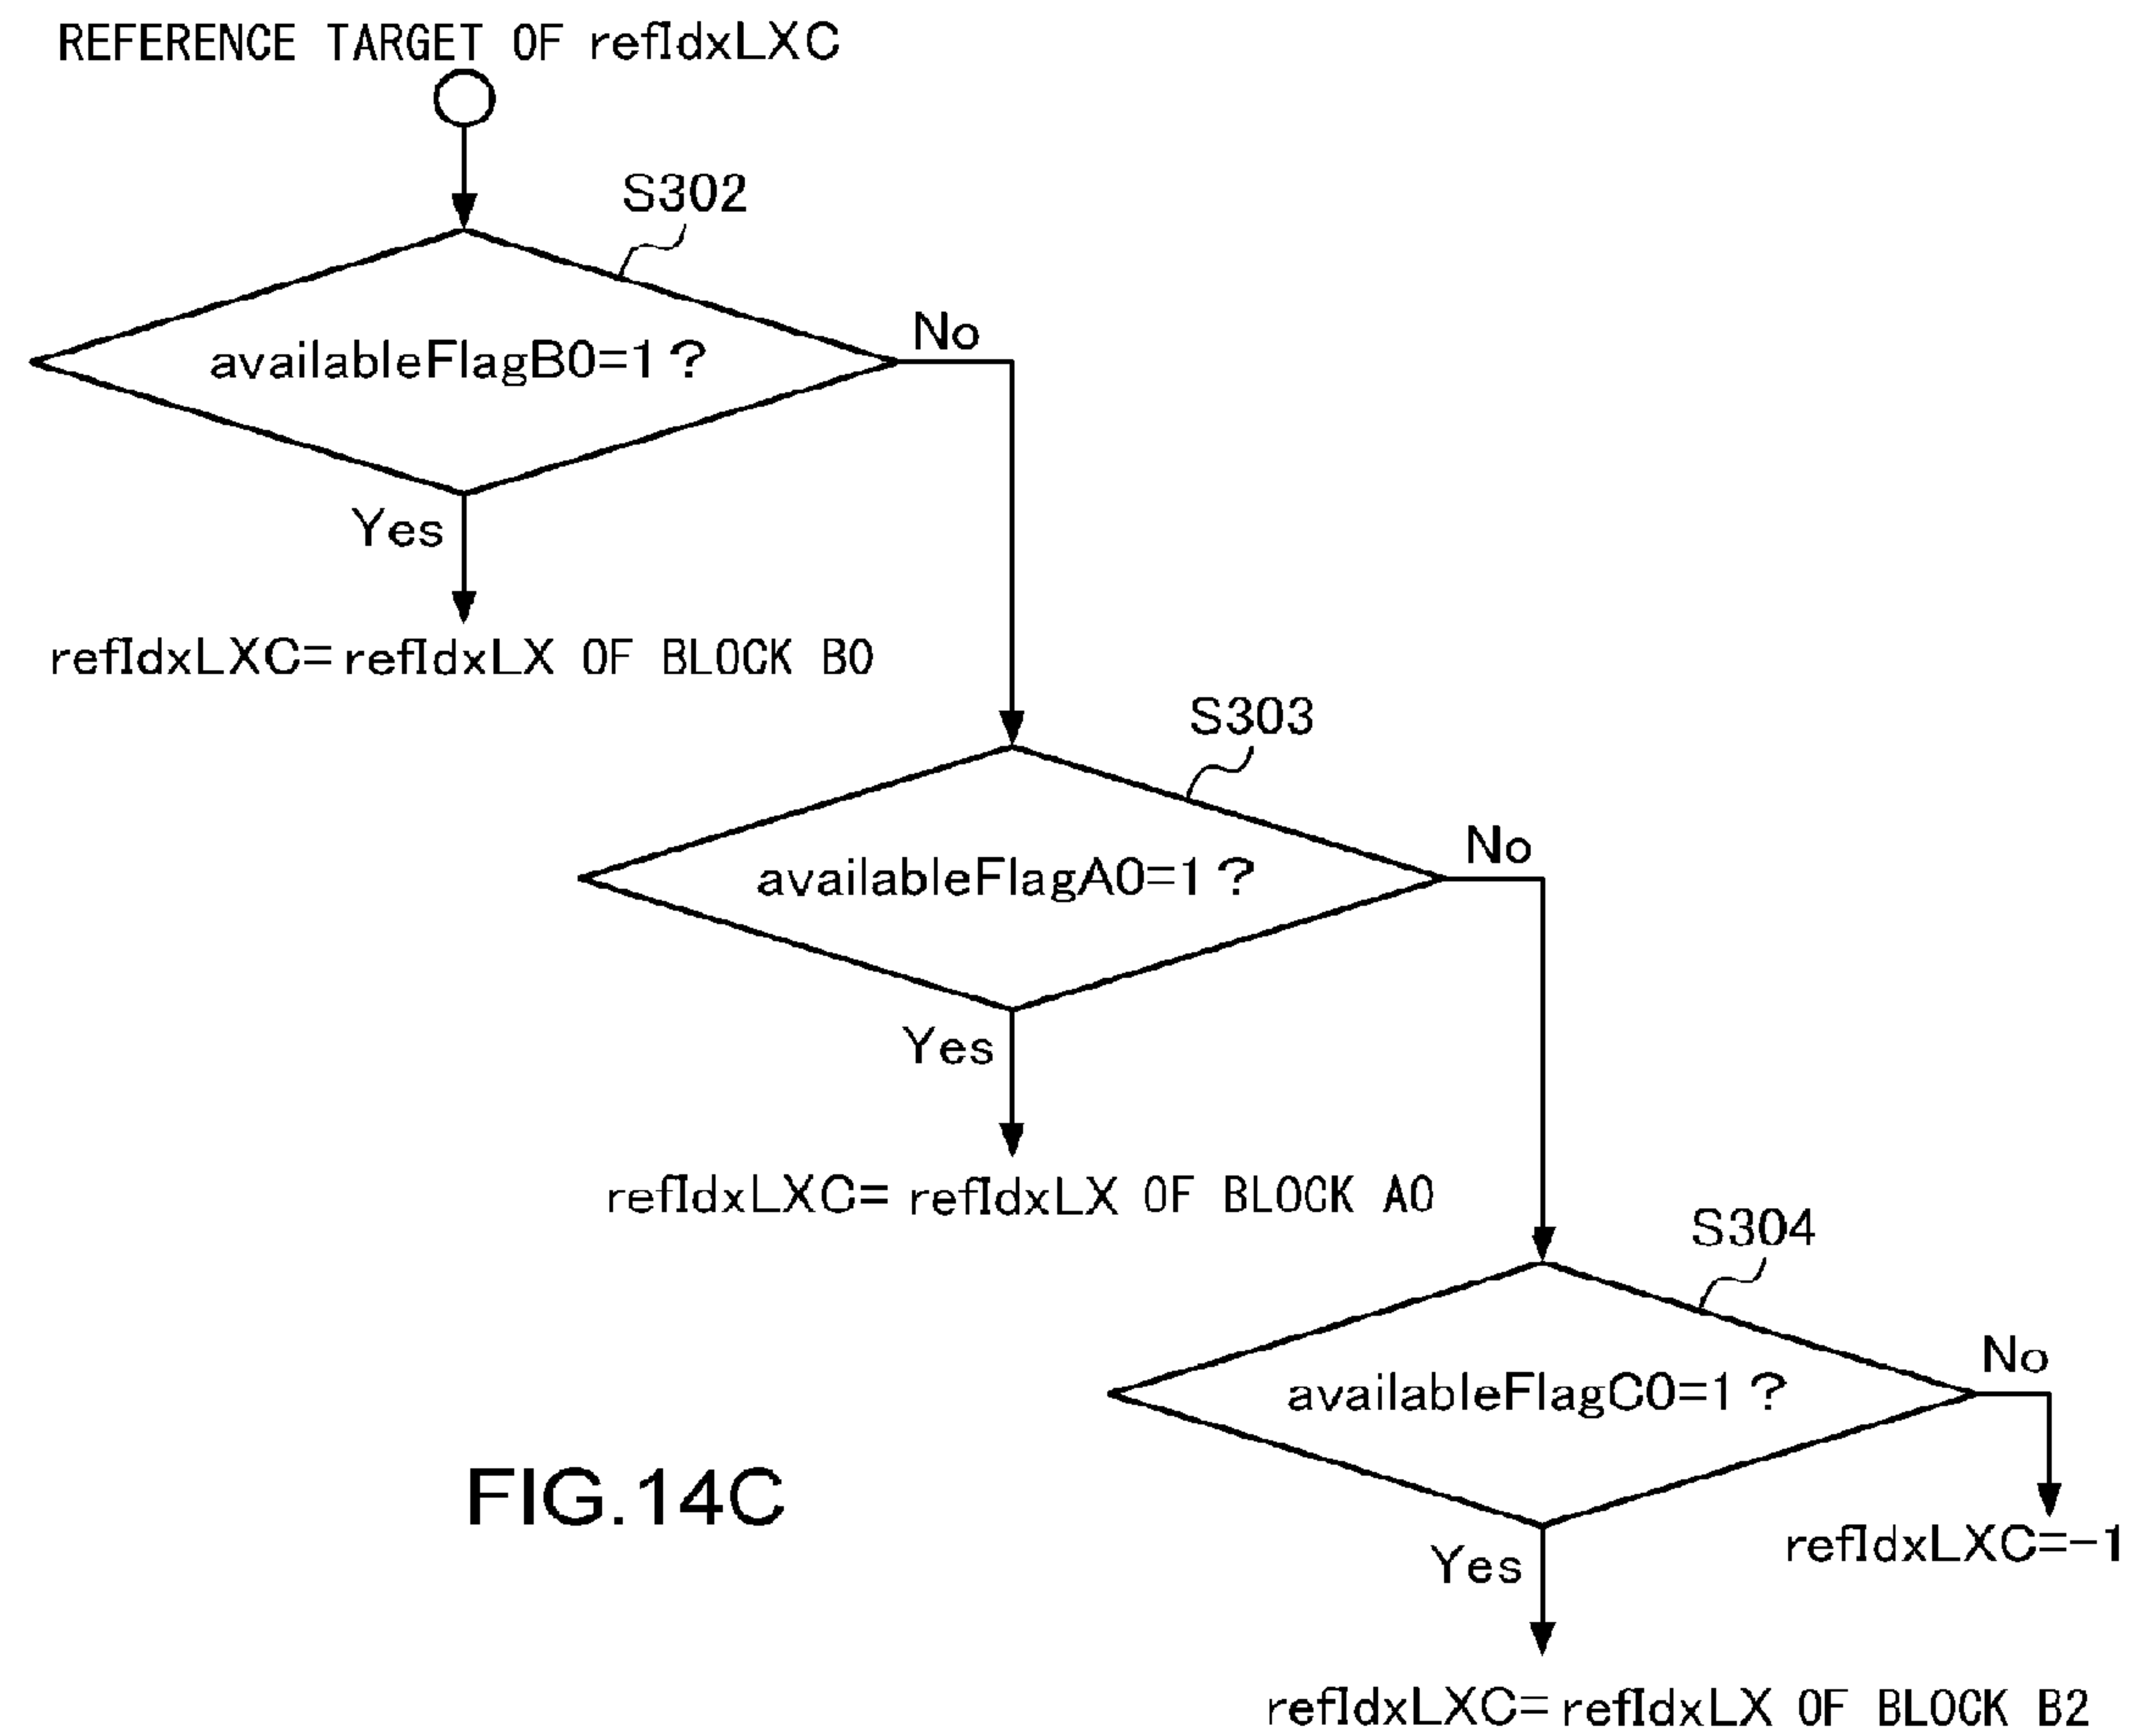 REFERENCE TARGET OF refIdxLXC
S302
availableFlagB0=1?
No
Yes
refIdxLXC=refIdxLX OF BLOCK B0
S303
availableFlagA0=1?
No
Yes
refIdxLXC= refIdxLX OF BLOCK A0
S304
availableFlagC0=1?
No
Yes
refIdxLXC=-1
refIdxLXC=refIdxLX OF BLOCK B2
FIG.14C